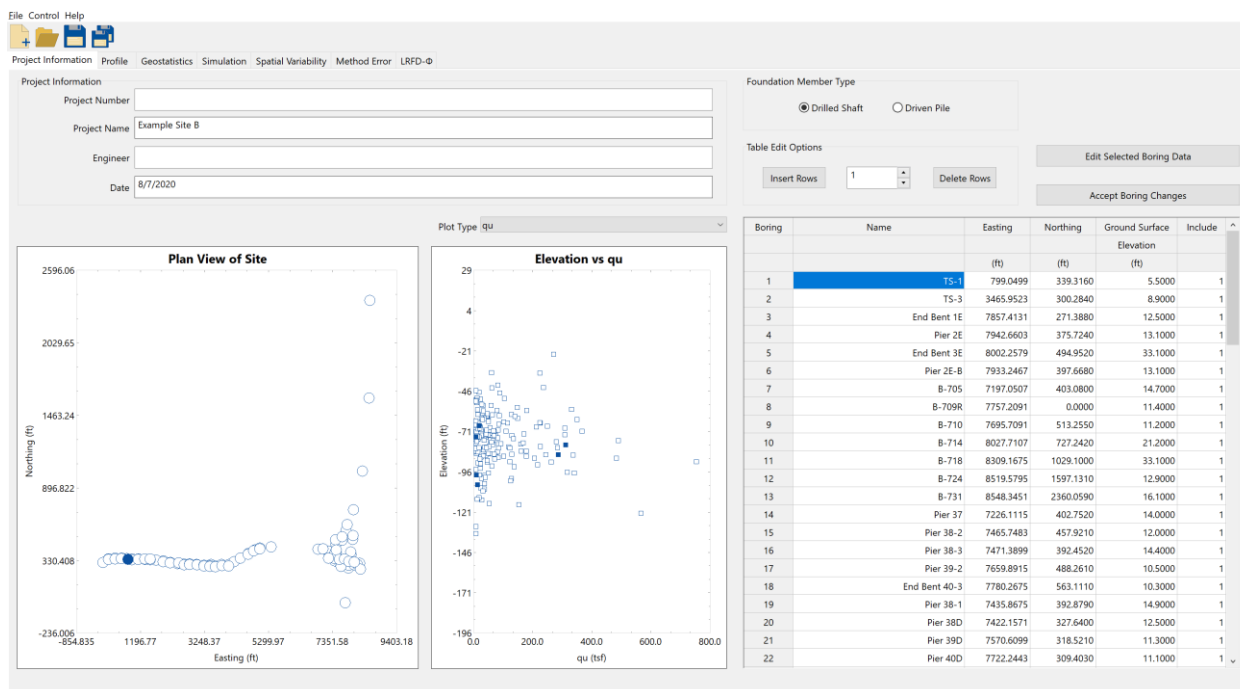 File Control Help
Project Information Profile Geostatistics Simulation Spatial Variability Method Error LRFD-Φ
Project Information
Project Number
Project Name Example Site B
Engineer
Date 8/7/2020
Foundation Member Type
Drilled Shaft Driven Pile
Table Edit Options
Insert Rows 1 Delete Rows
Edit Selected Boring Data
Accept Boring Changes
Plot Type qu
Plan View of Site
2596.06
2029.65
1463.24
896.822
330.408
-236.006
Northing (ft)
-854.835 1196.77 3248.37 5299.97 7351.58 9403.18
Easting (ft)
Elevation vs qu
29
4
-21
-46
-71
-96
-121
-146
-171
-196
Elevation (ft)
0.0 200.0 400.0 600.0 800.0
qu (tsf)
Boring Name Easting Northing Ground Surface Include
Elevation
(ft) (ft) (ft)
1 TS-1 799.0499 339.3160 5.5000 1
2 TS-3 3465.9523 300.2840 8.9000 1
3 End Bent 1E 7857.4131 271.3880 12.5000 1
4 Pier 2E 7942.6603 375.7240 13.1000 1
5 End Bent 3E 8002.2579 494.9520 33.1000 1
6 Pier 2E-B 7933.2467 397.6680 13.1000 1
7 B-705 7197.0507 403.0800 14.7000 1
8 B-709R 7757.2091 0.0000 11.4000 1
9 B-710 7695.7091 513.2550 11.2000 1
10 B-714 8027.7107 727.2420 21.2000 1
11 B-718 8309.1675 1029.1000 33.1000 1
12 B-724 8519.5795 1597.1310 12.9000 1
13 B-731 8548.3451 2360.0590 16.1000 1
14 Pier 37 7226.1115 402.7520 14.0000 1
15 Pier 38-2 7465.7483 457.9210 12.0000 1
16 Pier 38-3 7471.3899 392.4520 14.4000 1
17 Pier 39-2 7659.8915 488.2610 10.5000 1
18 End Bent 40-3 7780.2675 563.1110 10.3000 1
19 Pier 38-1 7435.8675 392.8790 14.9000 1
20 Pier 38D 7422.1571 327.6400 12.5000 1
21 Pier 39D 7570.6099 318.5210 11.3000 1
22 Pier 40D 7722.2443 309.4030 11.1000 1